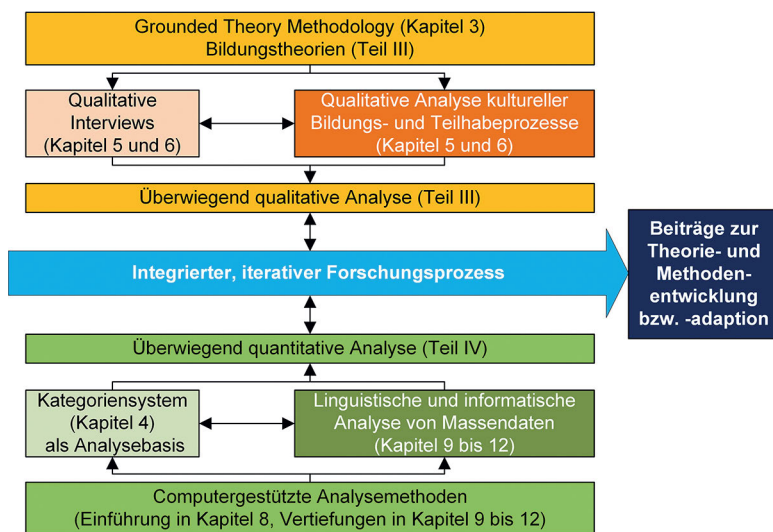 Grounded Theory Methodology (Kapitel 3)
Bildungstheorien (Teil III)
Qualitative
Interviews
(Kapitel 5 und 6)
Qualitative Analyse kultureller
Bildungs- und Teilhabeprozesse
(Kapitel 5 und 6)
Überwiegend qualitative Analyse (Teil III)
Integrierter, iterativer Forschungsprozess
Beiträge zur
Theorie- und
Methoden-
entwicklung
bzw. -adaption
Überwiegend quantitative Analyse (Teil IV)
Kategoriensystem
(Kapitel 4)
als Analysebasis
Linguistische und informatische
Analyse von Massendaten
(Kapitel 9 bis 12)
Computergestützte Analysemethoden
(Einführung in Kapitel 8, Vertiefungen in Kapitel 9 bis 12)